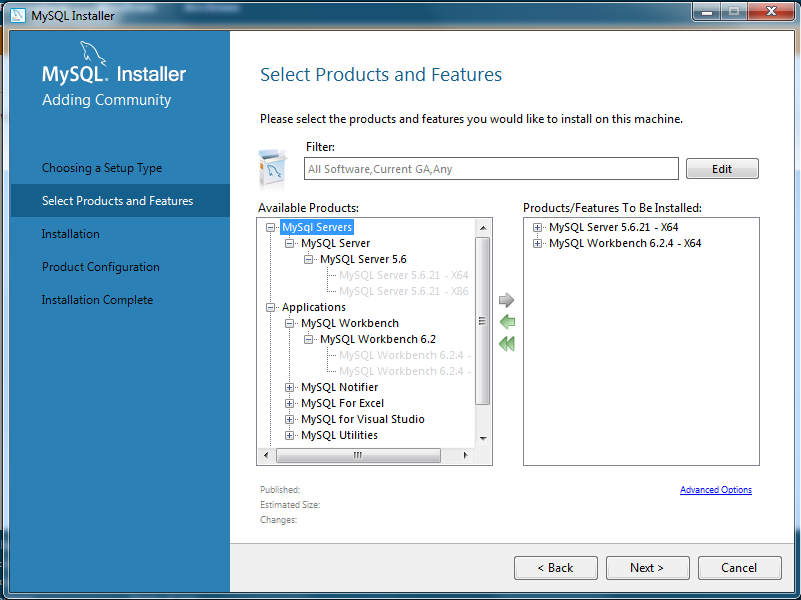 MySQL Installer
MySQL. Installer
Adding Community
Choosing a Setup Type
Select Products and Features
Installation
Product Configuration
Installation Complete
Select Products and Features
Please select the products and features you would like to install on this machine.
Filter:
All Software,Current GA,Any
Edit
Available Products:
MySql Servers
MySQL Server
MySQL Server 5.6
MySQL Server 5.6.21 - X64
MySQL Server 5.6.21 - X86
Applications
MySQL Workbench
MySQL Workbench 6.2
MySQL Workbench 6.2.4 -
MySQL Workbench 6.2.4 -
MySQL Notifier
MySQL For Excel
MySQL for Visual Studio
MySQL Utilities
Products/Features To Be Installed:
MySQL Server 5.6.21 - X64
MySQL Workbench 6.2.4 - X64
Published:
Estimated Size:
Changes:
Advanced Options
< Back
Next >
Cancel